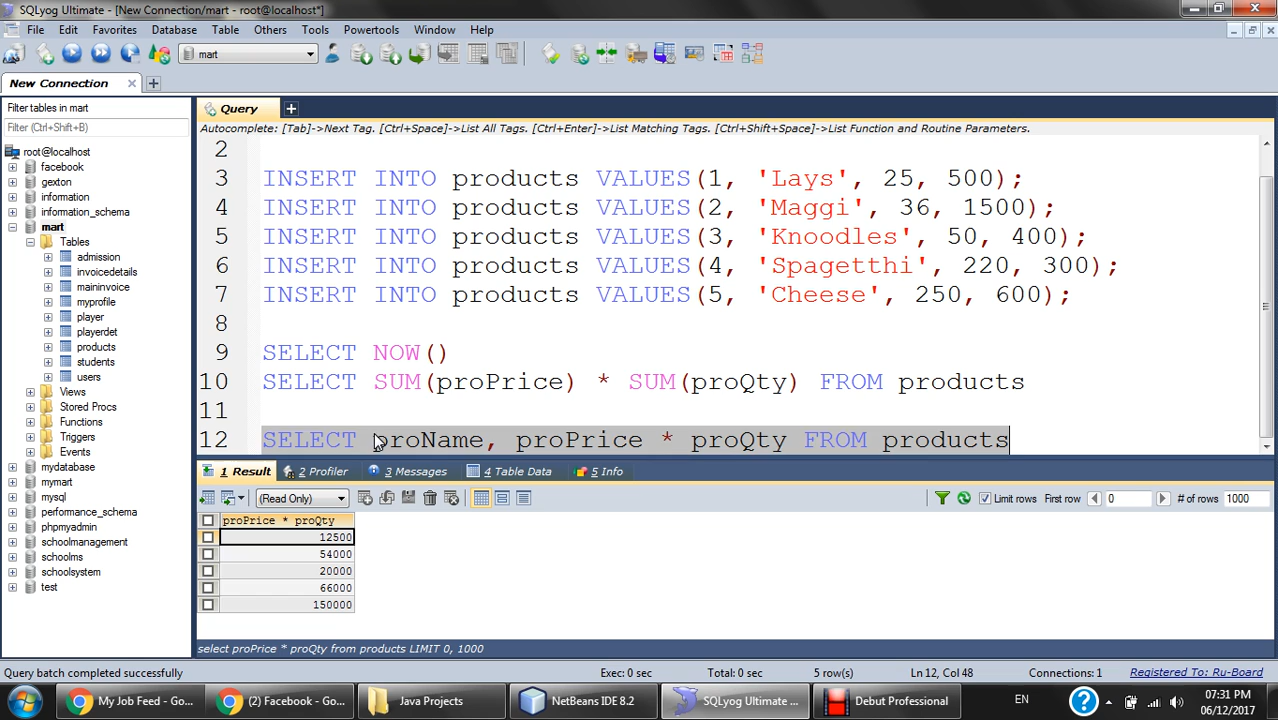 SQLyog Ultimate - [New Connection/mart - root@localhost*]
File Edit Favorites Database Table Others Tools Powertools Window Help
mart
New Connection
Filter tables in mart
Filter (Ctrl+Shift+B)
root@localhost
facebook
gexton
infomation
infomation_schema
mart
Tables
admission
invoicedetails
maininvoice
myprofile
player
playerdet
products
students
users
Views
Stored Procs
Functions
Triggers
Events
mydatabase
mymart
mysql
performance_schema
phpmyadmin
schoolmanagement
schoolms
schoolsystem
test
Query
Autocomplete: [Tab]->Next Tag. [Ctrl+Space]->List All Tags. [Ctrl+Enter]->List Matching Tags. [Ctrl+Shift+Space]->List Function and Routine Parameters.
2
3 INSERT INTO products VALUES(1, 'Lays', 25, 500);
4 INSERT INTO products VALUES(2, 'Maggi', 36, 1500);
5 INSERT INTO products VALUES(3, 'Knoodles', 50, 400);
6 INSERT INTO products VALUES(4, 'Spagetthi', 220, 300);
7 INSERT INTO products VALUES(5, 'Cheese', 250, 600);
8
9 SELECT NOW()
10 SELECT SUM(proPrice) * SUM(proQty) FROM products
11
12 SELECT proName, proPrice * proQty FROM products
1 Result 2 Profiler 3 Messages 4 Table Data 5 Info
(Read Only) Limit rows First row 0 # of rows 1000
proPrice * proQty
12500
54000
20000
66000
150000
select proPrice * proQty from products LIMIT 0, 1000
Query batch completed successfully Exec: 0 sec Total: 0 sec 5 row(s) Ln 12, Col 48 Connections: 1 Registered To: Ru-Board
My Job Feed - Go... (2) Facebook - Goo... Java Projects NetBeans IDE 8.2 SQLyog Ultimate ... Debut Professional EN 07:31 PM
06/12/2017